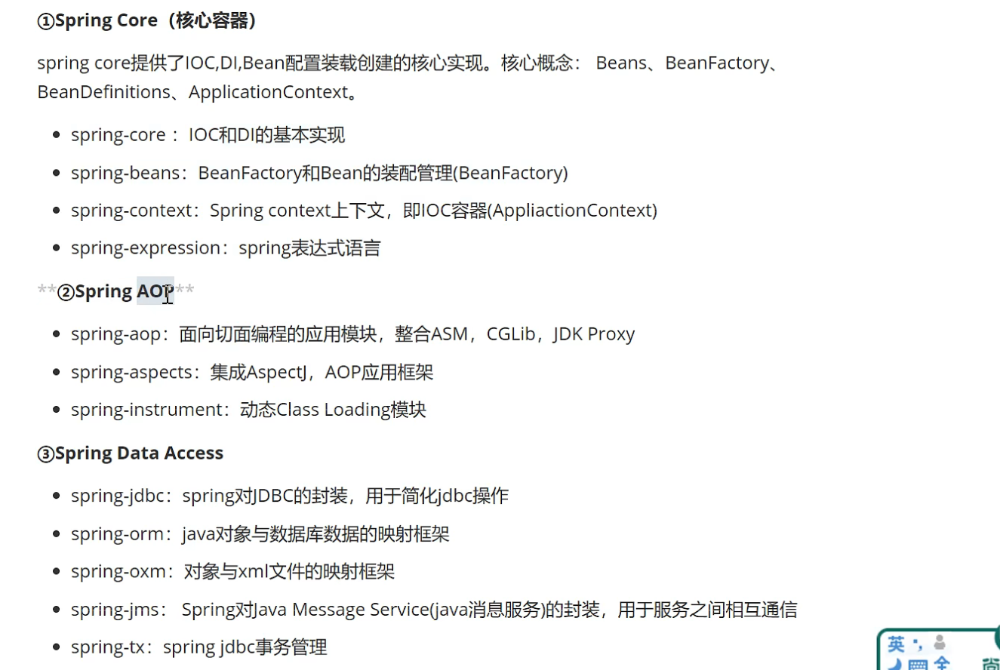 ①Spring Core（核心容器）
spring core提供了IOC,DI,Bean配置装载创建的核心实现。核心概念： Beans、BeanFactory、
BeanDefinitions、ApplicationContext。
• spring-core ：IOC和DI的基本实现
• spring-beans：BeanFactory和Bean的装配管理(BeanFactory)
• spring-context：Spring context上下文，即IOC容器(AppliactionContext)
• spring-expression：spring表达式语言
**②Spring AOP**
• spring-aop：面向切面编程的应用模块，整合ASM，CGLib，JDK Proxy
• spring-aspects：集成AspectJ，AOP应用框架
• spring-instrument：动态Class Loading模块
③Spring Data Access
• spring-jdbc：spring对JDBC的封装，用于简化jdbc操作
• spring-orm：java对象与数据库数据的映射框架
• spring-oxm：对象与xml文件的映射框架
• spring-jms： Spring对Java Message Service(java消息服务)的封装，用于服务之间相互通信
• spring-tx：spring jdbc事务管理
英
全